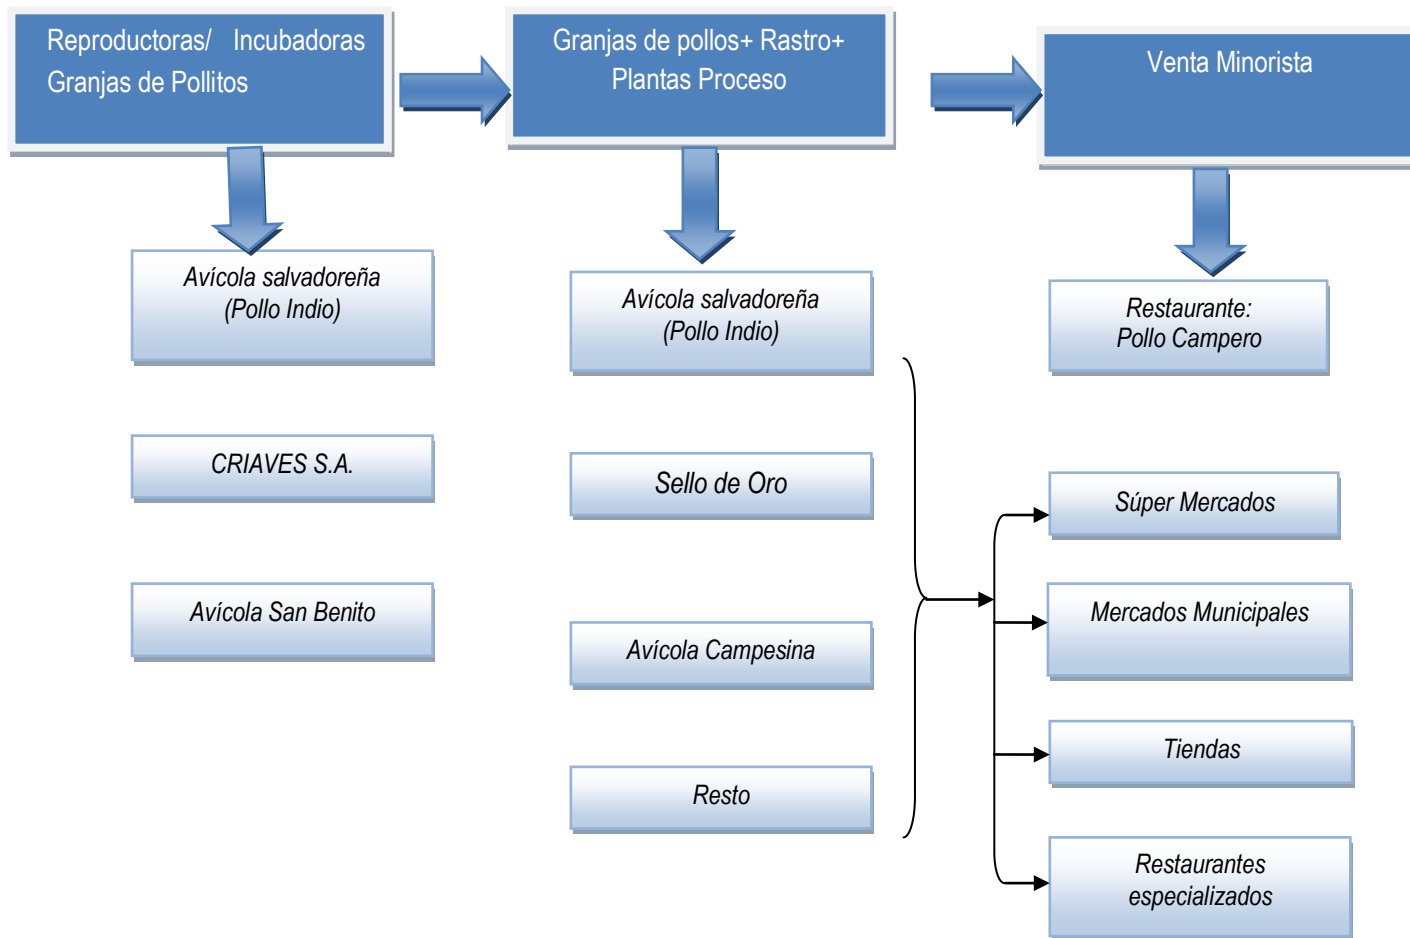 Reproductoras/ Incubadoras
Granjas de Pollitos
Granjas de pollos+ Rastro+
Plantas Proceso
Venta Minorista
Avícola salvadoreña
(Pollo Indio)
CRIAVES S.A.
Avícola San Benito
Avícola salvadoreña
(Pollo Indio)
Sello de Oro
Avícola Campesina
Resto
Restaurante:
Pollo Campero
Súper Mercados
Mercados Municipales
Tiendas
Restaurantes
especializados